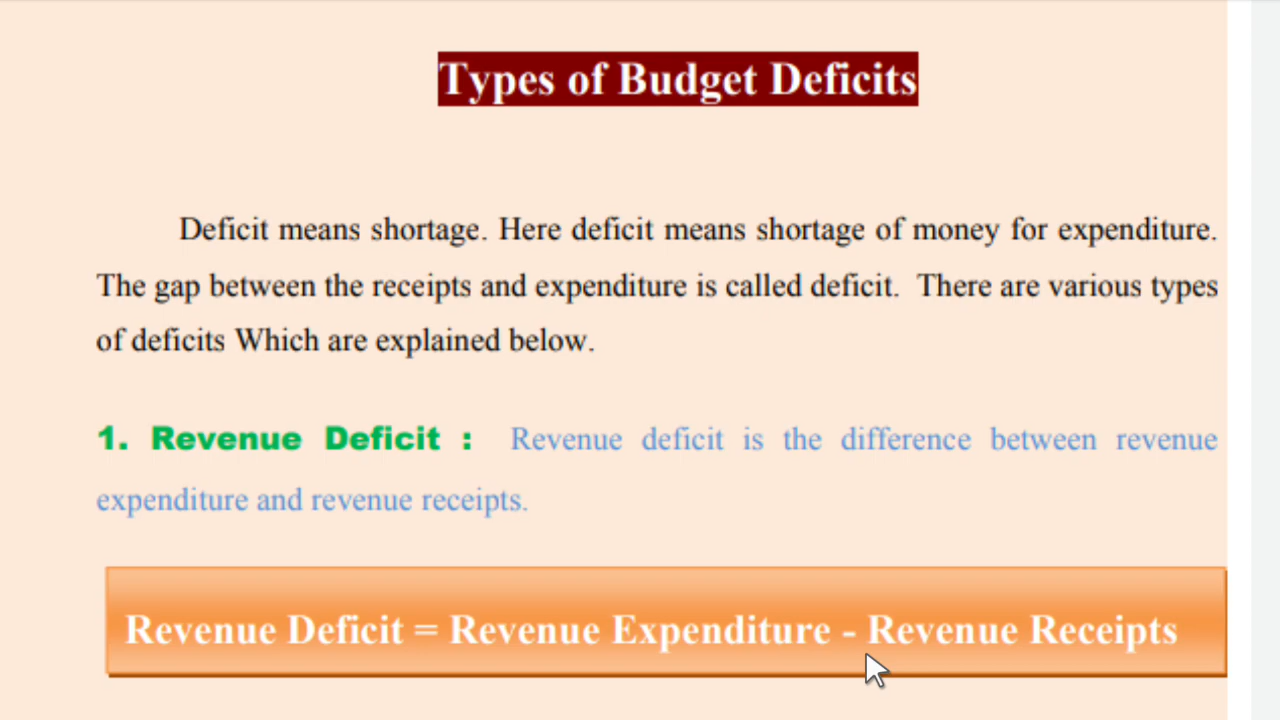 Types of Budget Deficits
Deficit means shortage. Here deficit means shortage of money for expenditure.
The gap between the receipts and expenditure is called deficit. There are various types
of deficits Which are explained below.
1. Revenue Deficit : Revenue deficit is the difference between revenue
expenditure and revenue receipts.
Revenue Deficit = Revenue Expenditure - Revenue Receipts